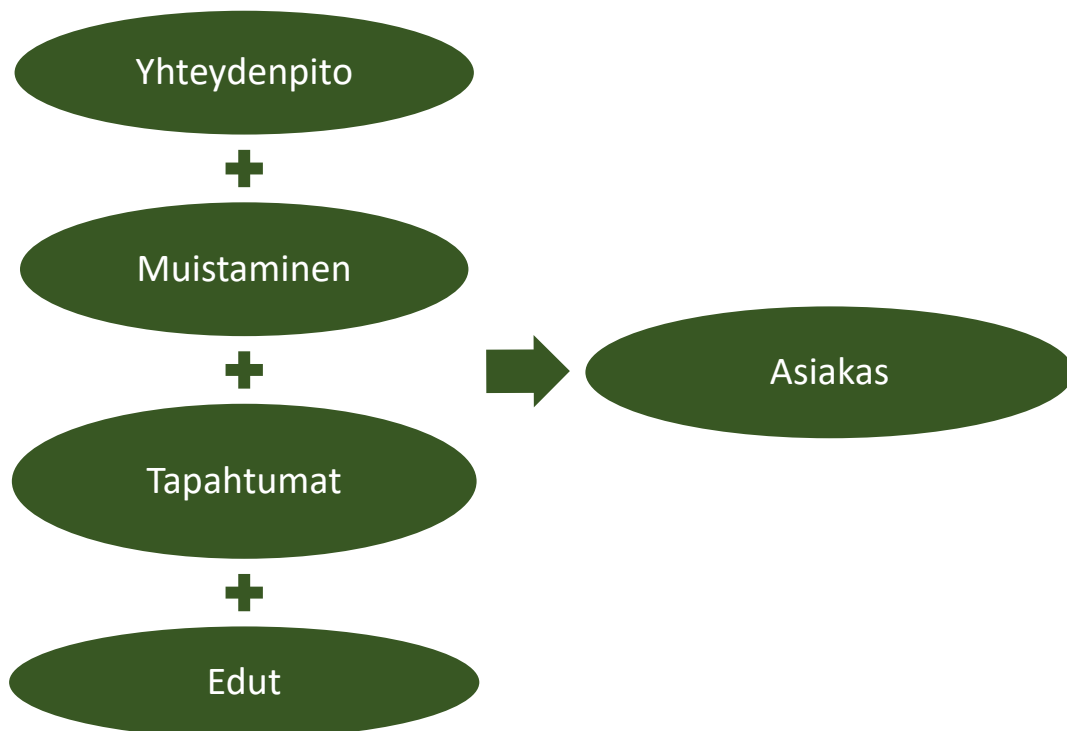 Yhteydenpito
Muistaminen
Tapahtumat
Edut
Asiakas